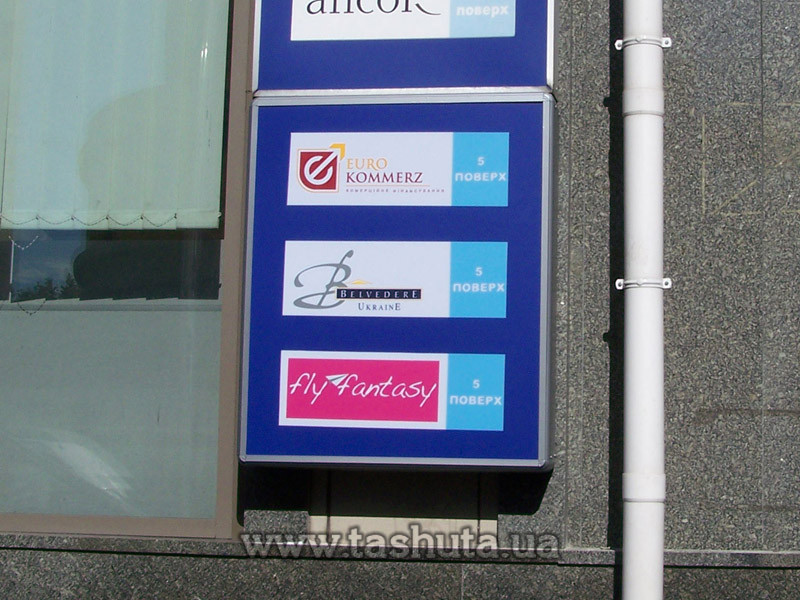 ancor
поверх
EURO
KOMMERZ
5
ПОВЕРХ
BELVEDERE
UKRAINE
5
ПОВЕРХ
fly fantasy
5
ПОВЕРХ
www.tashuta.ua